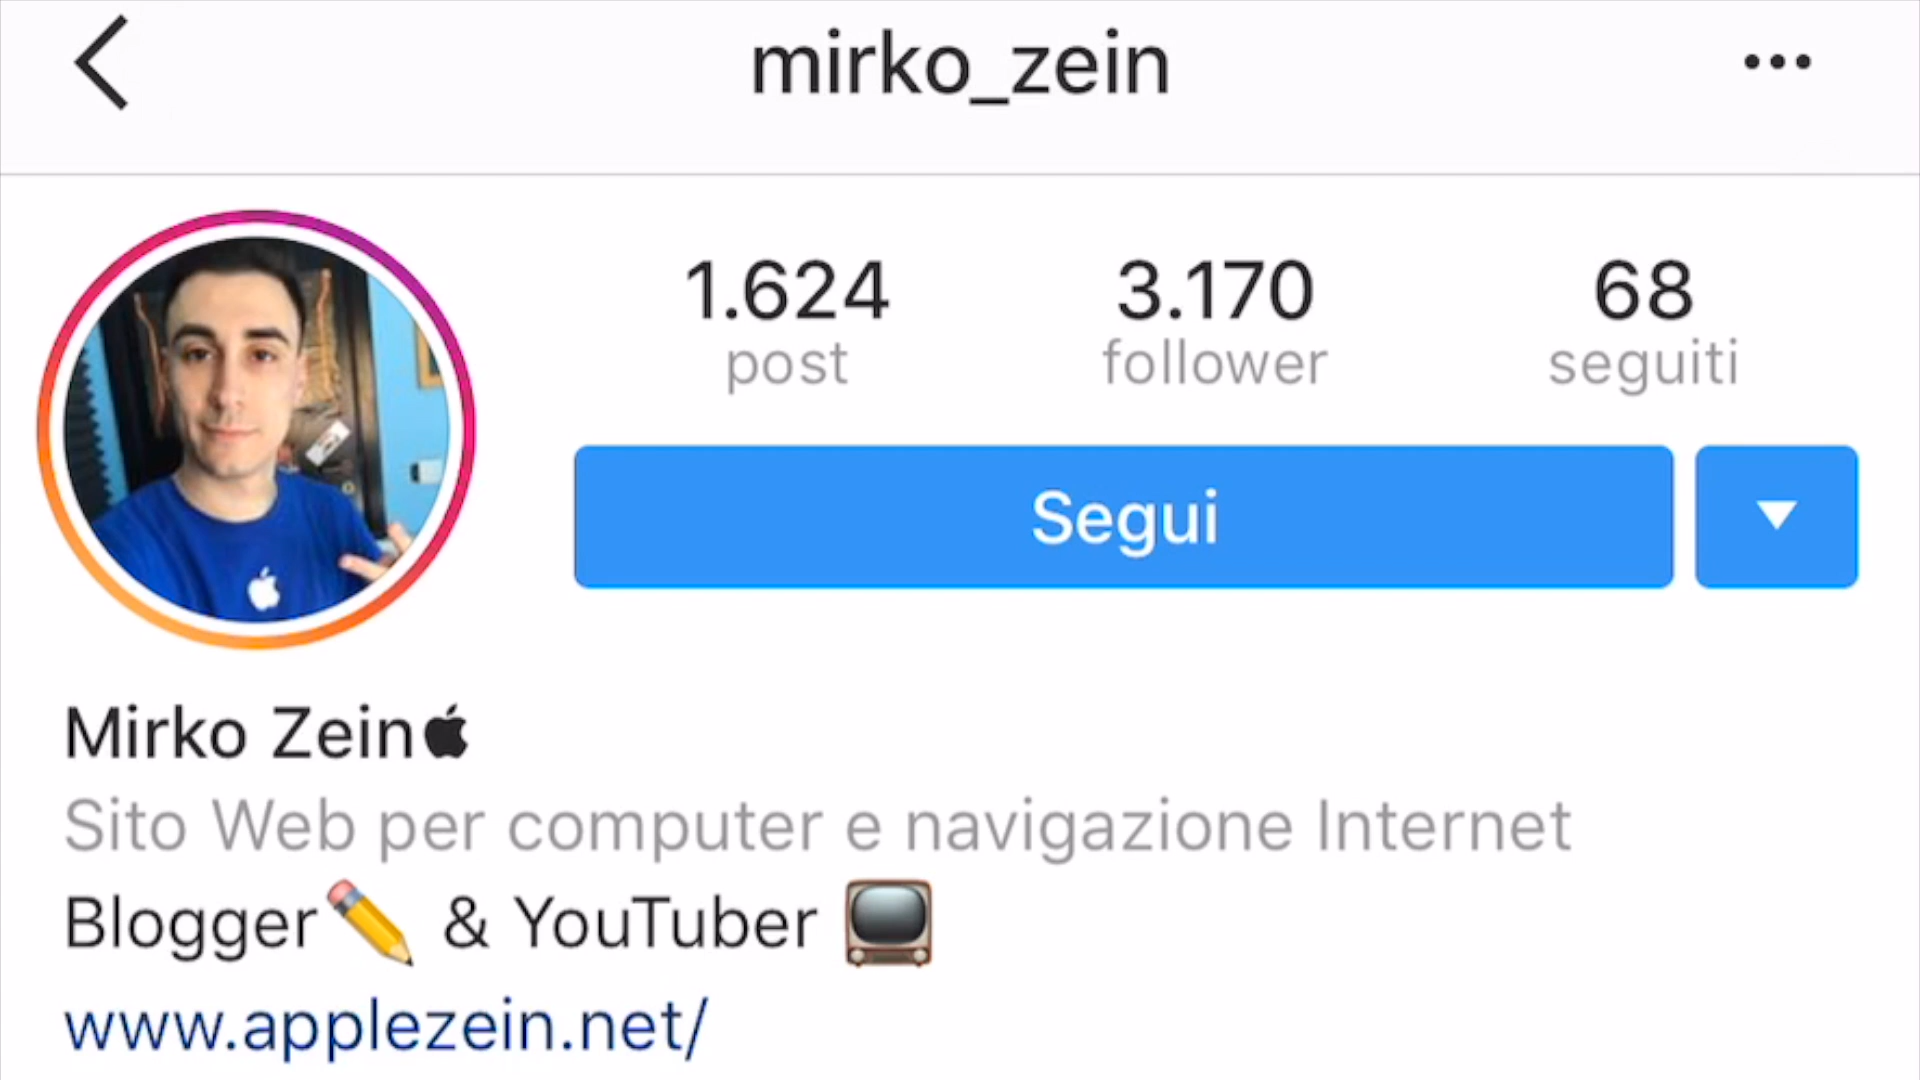 mirko_zein
1.624 3.170 68
post follower seguiti
Segui
Mirko Zein
Sito Web per computer e navigazione Internet
Blogger✏️ & YouTuber 📺
www.applezein.net/